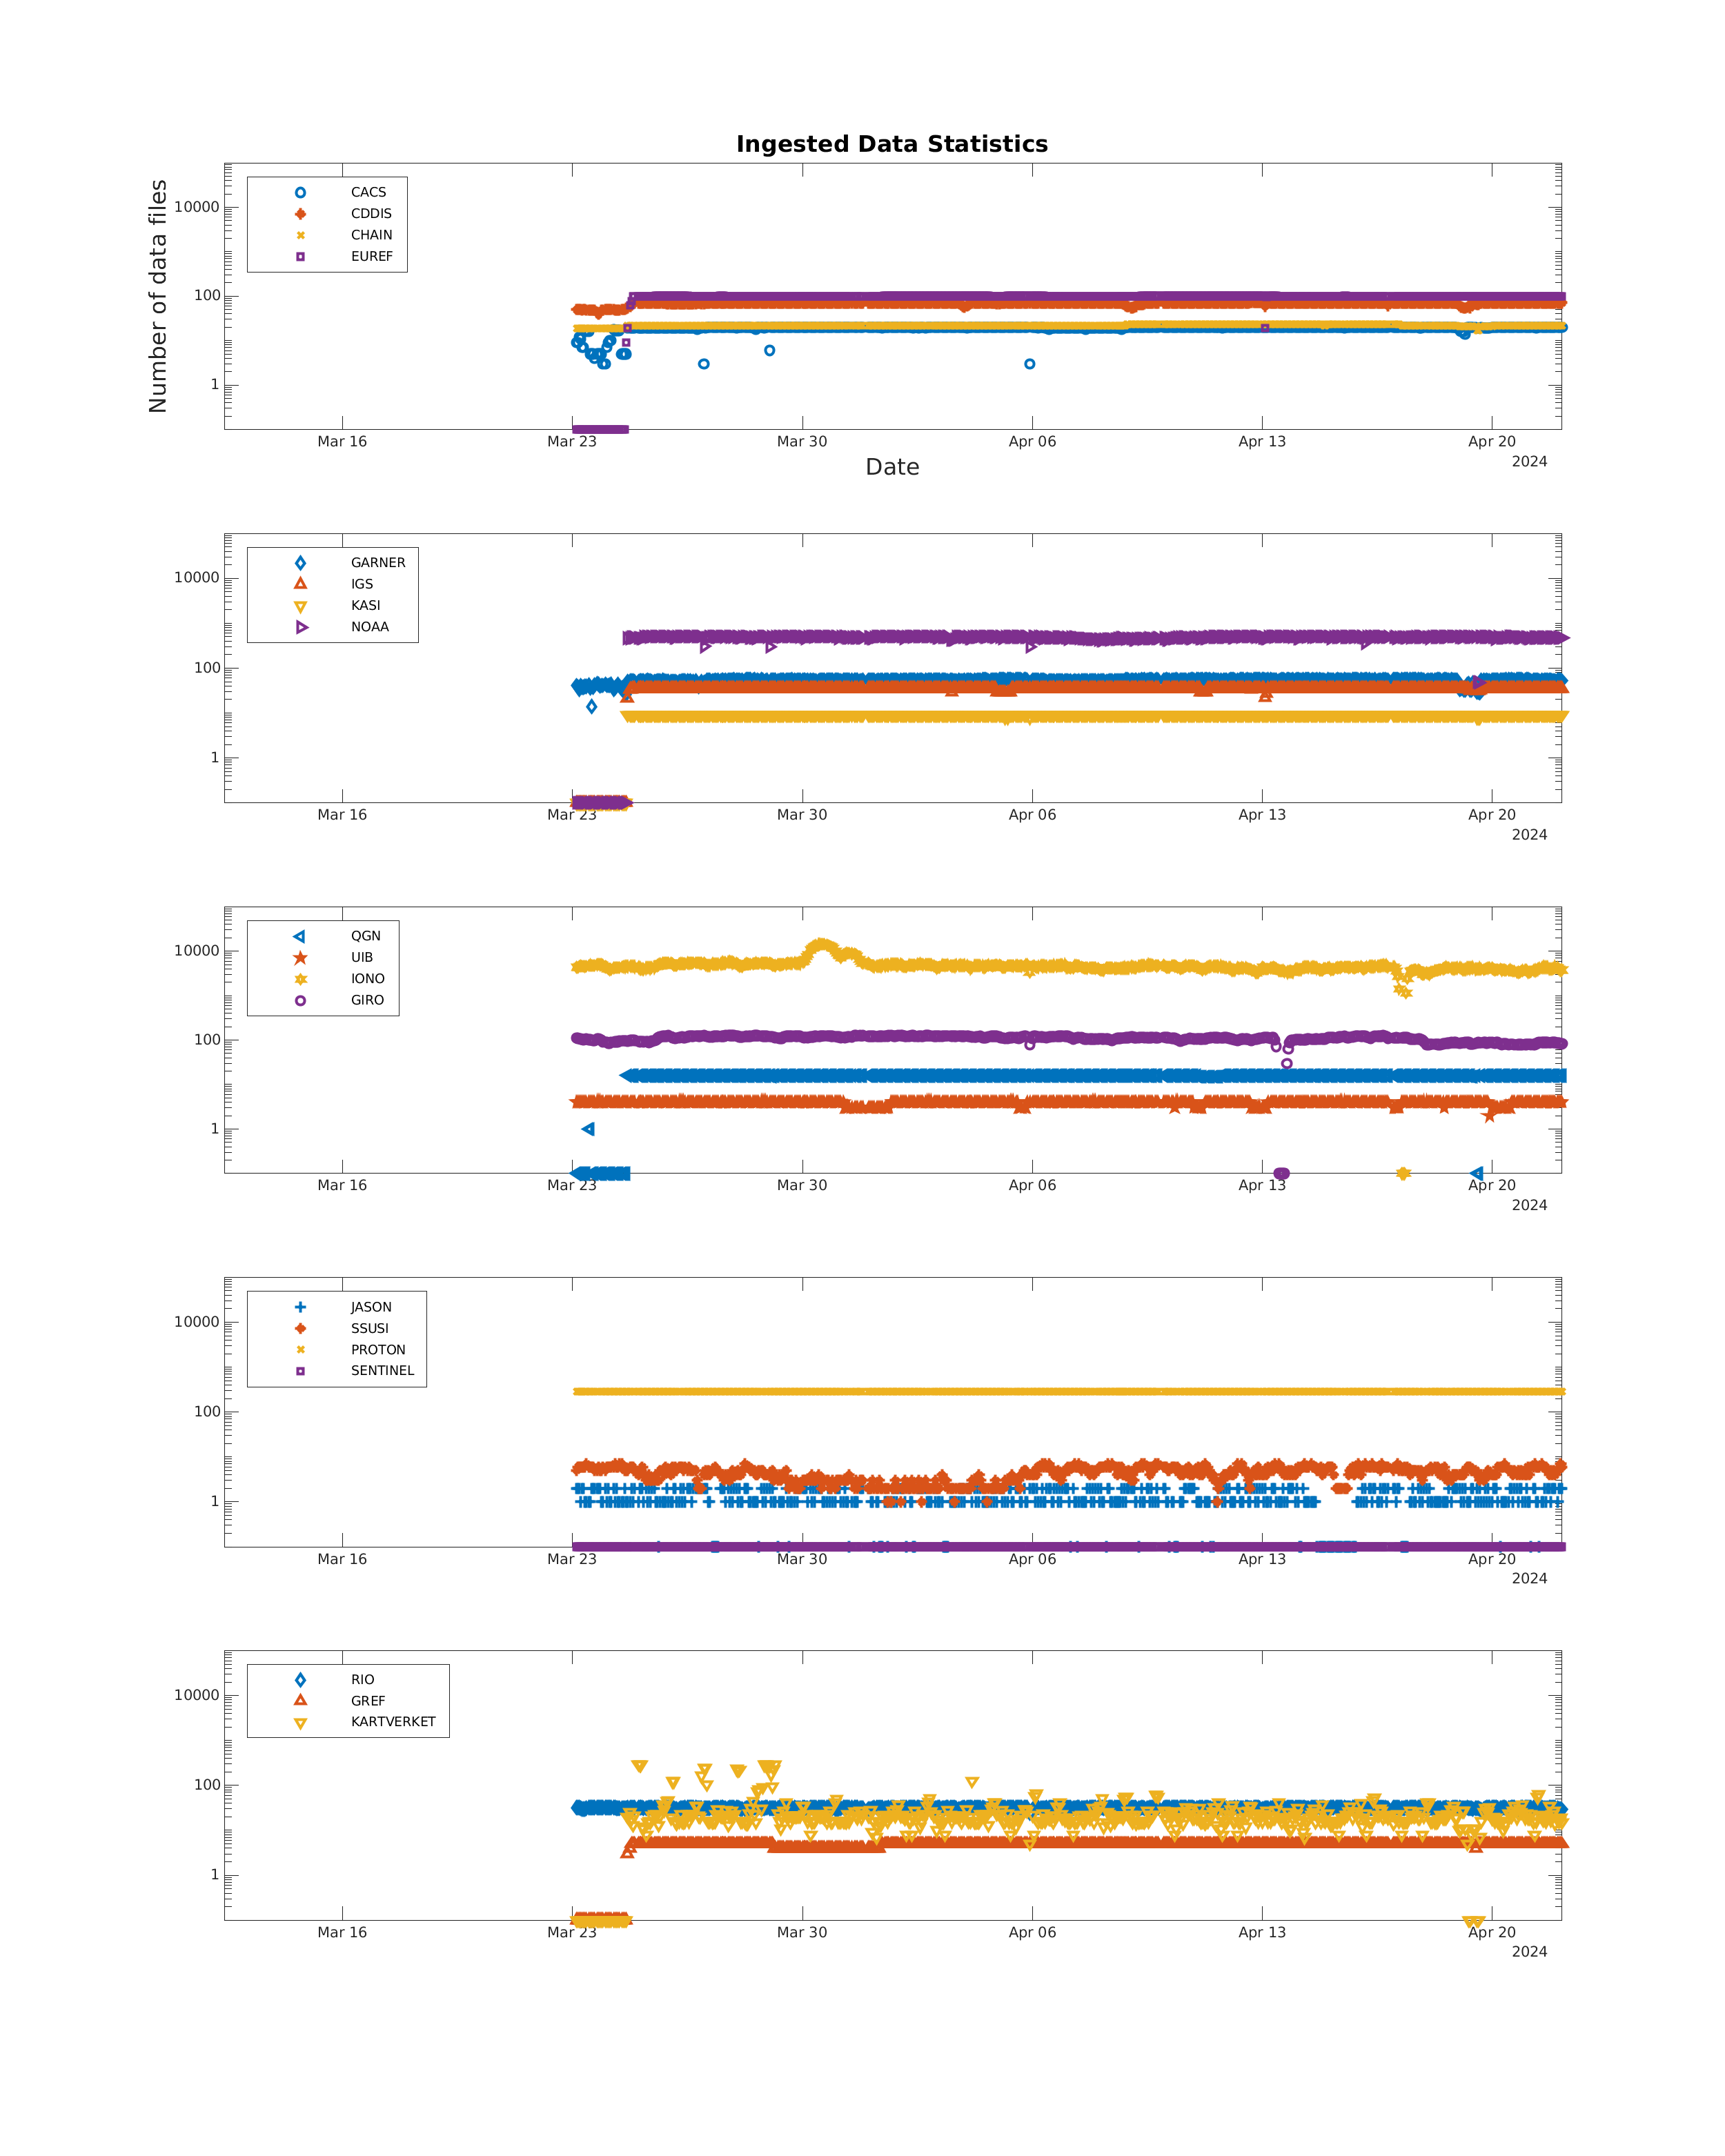 Ingested Data Statistics
Number of data files
10000
100
1
CACS
CDDIS
CHAIN
EUREF
Mar 16 Mar 23 Mar 30 Apr 06 Apr 13 Apr 20
2024
Date
10000
100
1
GARNER
IGS
KASI
NOAA
Mar 16 Mar 23 Mar 30 Apr 06 Apr 13 Apr 20
2024
10000
100
1
QGN
UIB
IONO
GIRO
Mar 16 Mar 23 Mar 30 Apr 06 Apr 13 Apr 20
2024
10000
100
1
JASON
SSUSI
PROTON
SENTINEL
Mar 16 Mar 23 Mar 30 Apr 06 Apr 13 Apr 20
2024
10000
100
1
RIO
GREF
KARTVERKET
Mar 16 Mar 23 Mar 30 Apr 06 Apr 13 Apr 20
2024